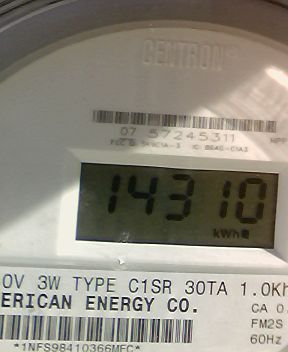 CENTRON®
07 57245311
14310
kWh
0V 3W TYPE C1SR 30TA 1.0Kh
ERICAN ENERGY CO.
CA 0.
FM2S
60Hz
*1NFS98410366MFC*